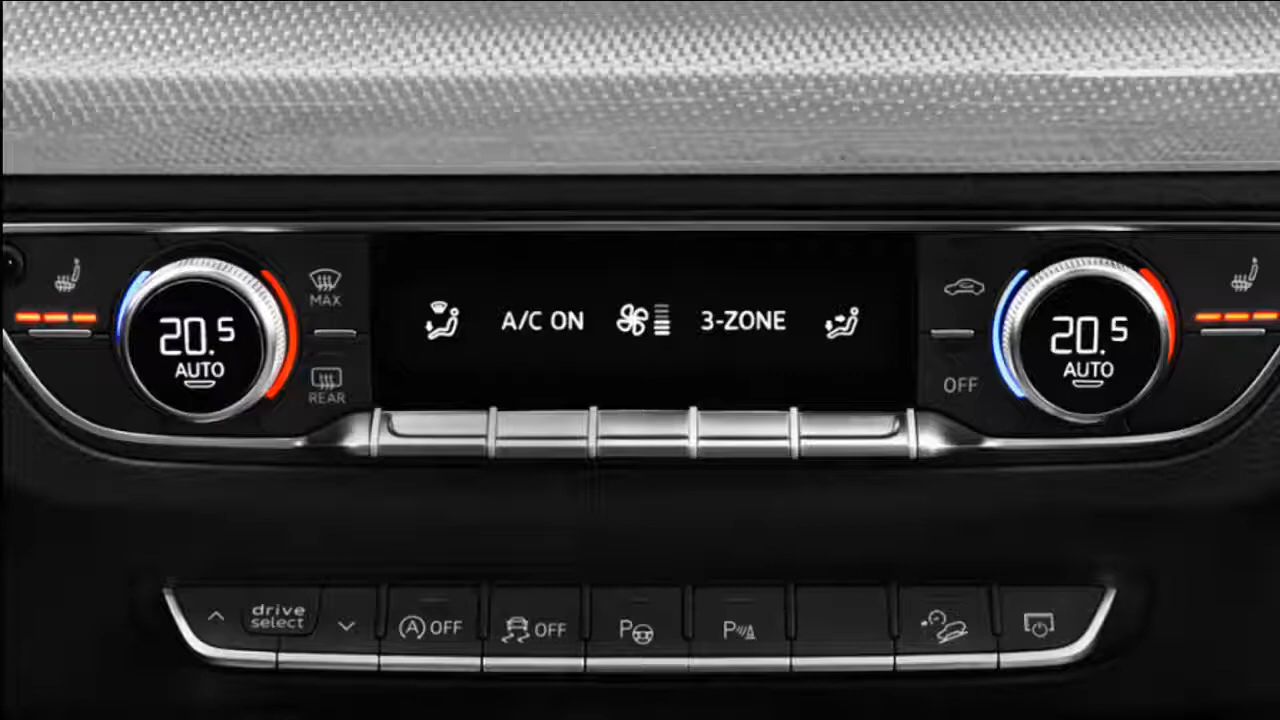 MAX
20.5
AUTO
REAR
A/C ON
3-ZONE
OFF
20.5
AUTO
drive
select
A OFF
OFF
P
P